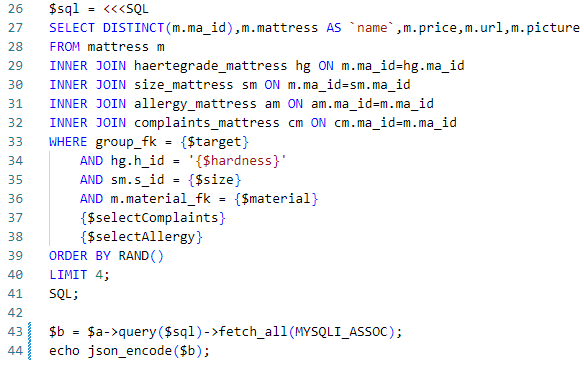 26 $sql = <<<SQL
27 SELECT DISTINCT(m.ma_id),m.mattress AS `name`,m.price,m.url,m.picture
28 FROM mattress m
29 INNER JOIN haertegrade_mattress hg ON m.ma_id=hg.ma_id
30 INNER JOIN size_mattress sm ON m.ma_id=sm.ma_id
31 INNER JOIN allergy_mattress am ON am.ma_id=m.ma_id
32 INNER JOIN complaints_mattress cm ON cm.ma_id=m.ma_id
33 WHERE group_fk = {$target}
34     AND hg.h_id = '{$hardness}'
35     AND sm.s_id = {$size}
36     AND m.material_fk = {$material}
37     {$selectComplaints}
38     {$selectAllergy}
39 ORDER BY RAND()
40 LIMIT 4;
41 SQL;
42
43 $b = $a->query($sql)->fetch_all(MYSQLI_ASSOC);
44 echo json_encode($b);